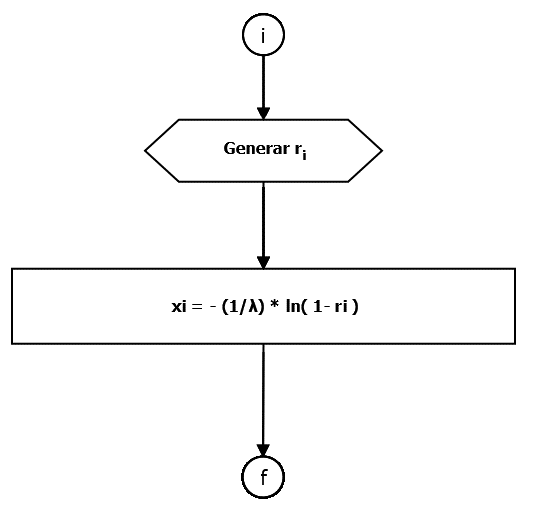 i
Generar ri
xi = - (1/λ) * ln( 1- ri )
f